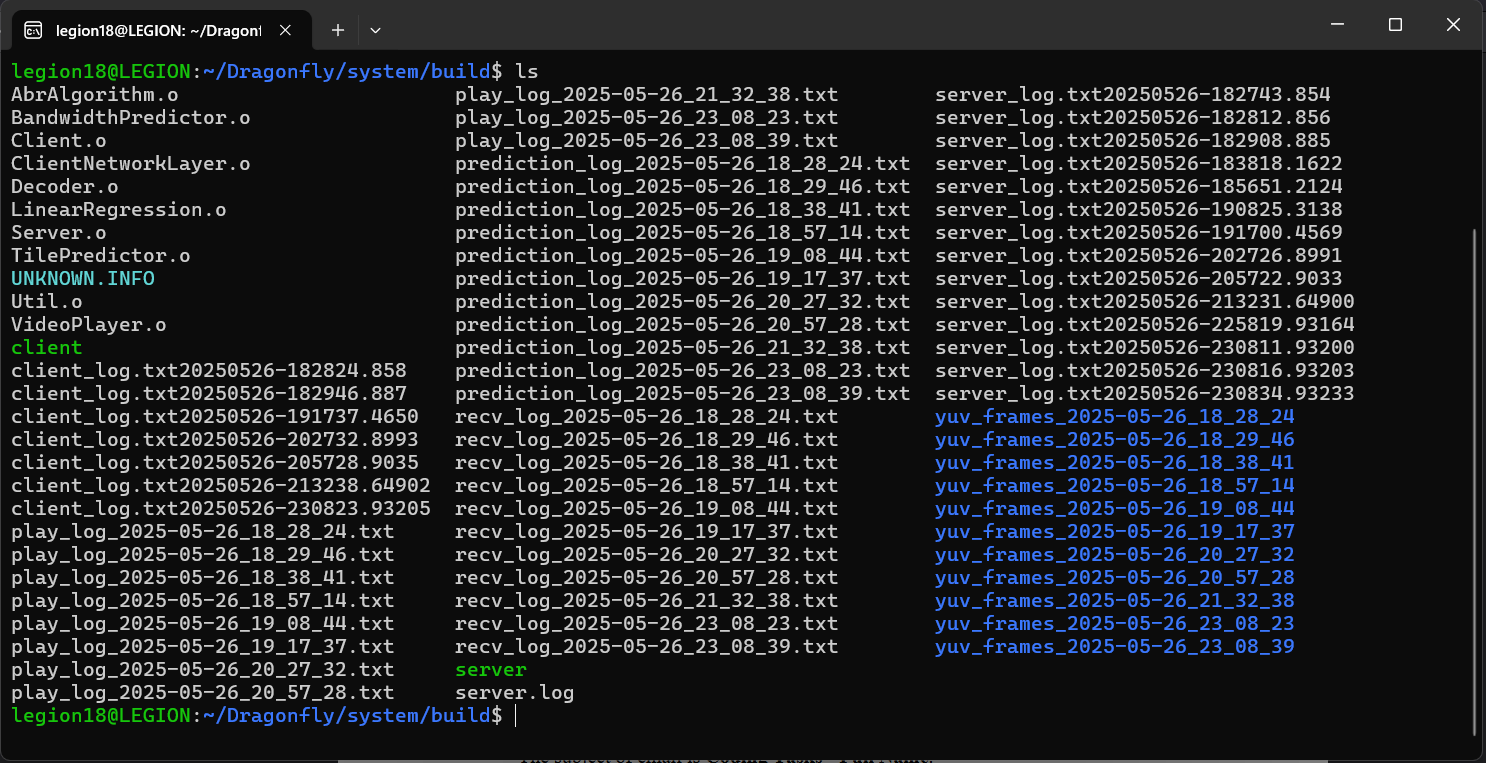 legion18@LEGION: ~/Dragonf
legion18@LEGION:~/Dragonfly/system/build$ ls
AbrAlgorithm.o play_log_2025-05-26_21_32_38.txt server_log.txt20250526-182743.854
BandwidthPredictor.o play_log_2025-05-26_23_08_23.txt server_log.txt20250526-182812.856
Client.o play_log_2025-05-26_23_08_39.txt server_log.txt20250526-182908.885
ClientNetworkLayer.o prediction_log_2025-05-26_18_28_24.txt server_log.txt20250526-183818.1622
Decoder.o prediction_log_2025-05-26_18_29_46.txt server_log.txt20250526-185651.2124
LinearRegression.o prediction_log_2025-05-26_18_38_41.txt server_log.txt20250526-190825.3138
Server.o prediction_log_2025-05-26_18_57_14.txt server_log.txt20250526-191700.4569
TilePredictor.o prediction_log_2025-05-26_19_08_44.txt server_log.txt20250526-202726.8991
UNKNOWN.INFO prediction_log_2025-05-26_19_17_37.txt server_log.txt20250526-205722.9033
Util.o prediction_log_2025-05-26_20_27_32.txt server_log.txt20250526-213231.64900
VideoPlayer.o prediction_log_2025-05-26_20_57_28.txt server_log.txt20250526-225819.93164
client prediction_log_2025-05-26_21_32_38.txt server_log.txt20250526-230811.93200
client_log.txt20250526-182824.858 prediction_log_2025-05-26_23_08_23.txt server_log.txt20250526-230816.93203
client_log.txt20250526-182946.887 prediction_log_2025-05-26_23_08_39.txt server_log.txt20250526-230834.93233
client_log.txt20250526-191737.4650 recv_log_2025-05-26_18_28_24.txt yuv_frames_2025-05-26_18_28_24
client_log.txt20250526-202732.8993 recv_log_2025-05-26_18_29_46.txt yuv_frames_2025-05-26_18_29_46
client_log.txt20250526-205728.9035 recv_log_2025-05-26_18_38_41.txt yuv_frames_2025-05-26_18_38_41
client_log.txt20250526-213238.64902 recv_log_2025-05-26_18_57_14.txt yuv_frames_2025-05-26_18_57_14
client_log.txt20250526-230823.93205 recv_log_2025-05-26_19_08_44.txt yuv_frames_2025-05-26_19_08_44
play_log_2025-05-26_18_28_24.txt recv_log_2025-05-26_19_17_37.txt yuv_frames_2025-05-26_19_17_37
play_log_2025-05-26_18_29_46.txt recv_log_2025-05-26_20_27_32.txt yuv_frames_2025-05-26_20_27_32
play_log_2025-05-26_18_38_41.txt recv_log_2025-05-26_20_57_28.txt yuv_frames_2025-05-26_20_57_28
play_log_2025-05-26_18_57_14.txt recv_log_2025-05-26_21_32_38.txt yuv_frames_2025-05-26_21_32_38
play_log_2025-05-26_19_08_44.txt recv_log_2025-05-26_23_08_23.txt yuv_frames_2025-05-26_23_08_23
play_log_2025-05-26_19_17_37.txt recv_log_2025-05-26_23_08_39.txt yuv_frames_2025-05-26_23_08_39
play_log_2025-05-26_20_27_32.txt server
play_log_2025-05-26_20_57_28.txt server.log
legion18@LEGION:~/Dragonfly/system/build$